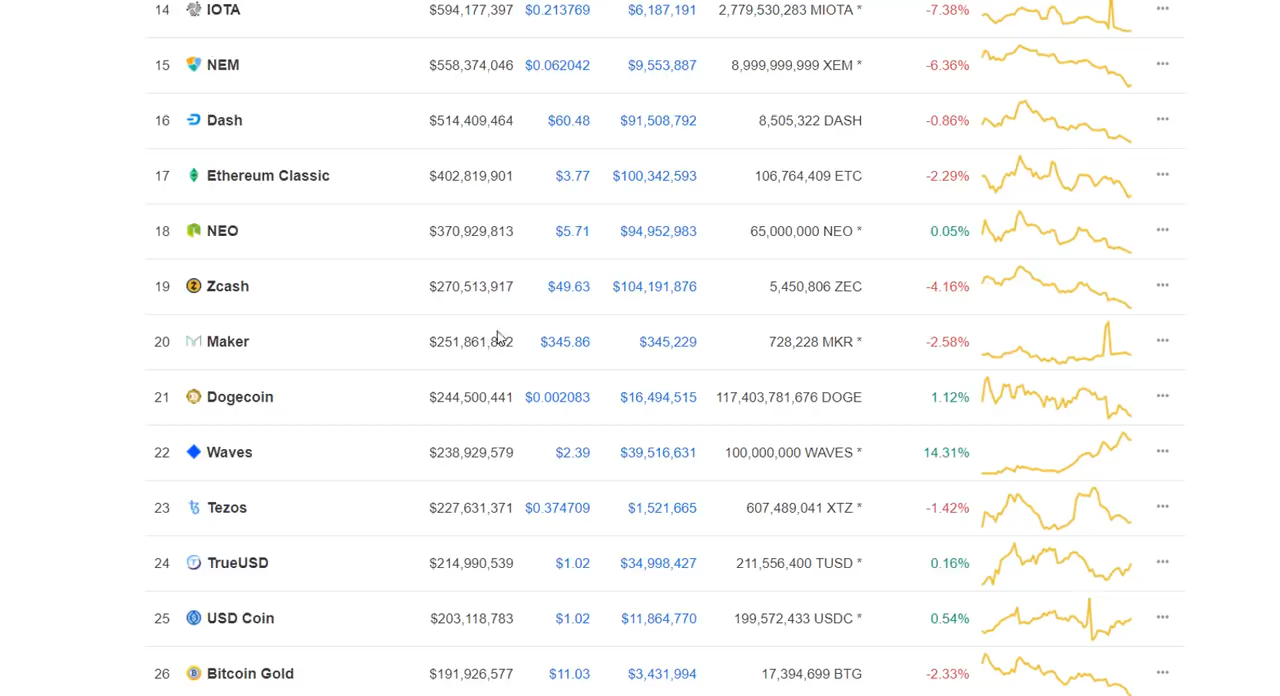 14 IOTA $594,177,397 $0.213769 $6,187,191 2,779,530,283 MIOTA * -7.38%
15 NEM $558,374,046 $0.062042 $9,553,887 8,999,999,999 XEM * -6.36%
16 Dash $514,409,464 $60.48 $91,508,792 8,505,322 DASH -0.86%
17 Ethereum Classic $402,819,901 $3.77 $100,342,593 106,764,409 ETC -2.29%
18 NEO $370,929,813 $5.71 $94,952,983 65,000,000 NEO * 0.05%
19 Zcash $270,513,917 $49.63 $104,191,876 5,450,806 ZEC -4.16%
20 Maker $345.86 $345,229 728,228 MKR * -2.58%
21 Dogecoin $244,500,441 $0.002083 $16,494,515 117,403,781,676 DOGE 1.12%
22 Waves $238,929,579 $2.39 $39,516,631 100,000,000 WAVES * 14.31%
23 Tezos $227,631,371 $0.374709 $1,521,665 607,489,041 XTZ * -1.42%
24 TrueUSD $214,990,539 $1.02 $34,998,427 211,556,400 TUSD * 0.16%
25 USD Coin $203,118,783 $1.02 $11,864,770 199,572,433 USDC * 0.54%
26 Bitcoin Gold $191,926,577 $11.03 $3,431,994 17,394,699 BTG -2.33%